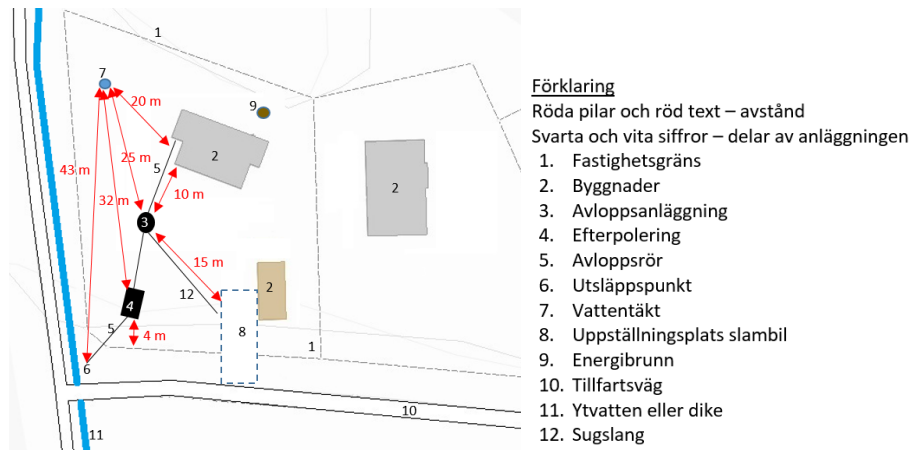 1
7
20 m
9
2
2
25 m
5
43 m
10 m
32 m
3
15 m
2
12
4
8
5
4 m
1
6
10
11
Förklaring
Röda pilar och röd text – avstånd
Svarta och vita siffror – delar av anläggningen
1. Fastighetsgräns
2. Byggnader
3. Avloppsanläggning
4. Efterpolering
5. Avloppsrör
6. Utsläppspunkt
7. Vattentäkt
8. Uppställningsplats slambil
9. Energibrunn
10. Tillfartsväg
11. Ytvatten eller dike
12. Sugslang